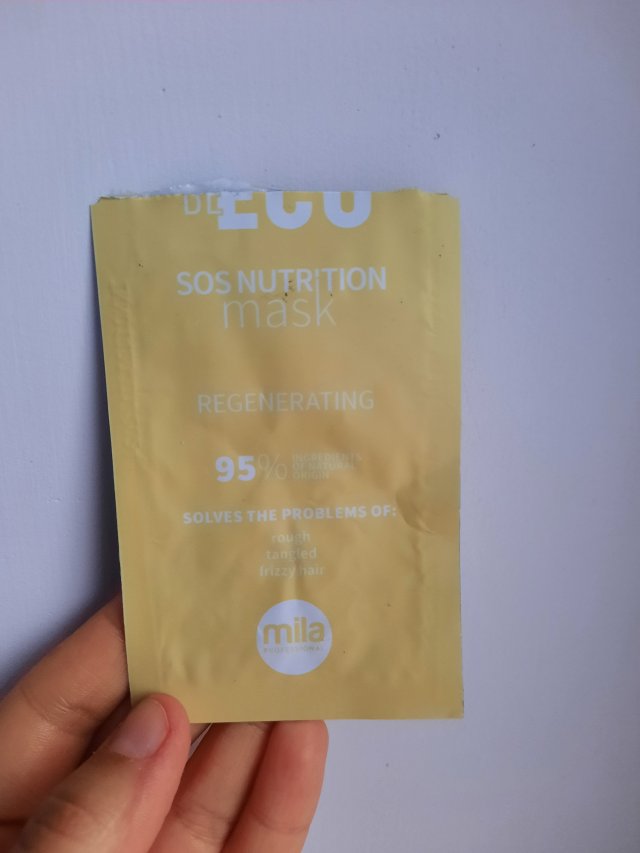 BE ECO
SOS NUTRITION
mask
REGENERATING
95% INGREDIENTS
OF NATURAL
ORIGIN
SOLVES THE PROBLEMS OF:
rough
tangled
frizzy hair
mila
PROFESSIONAL